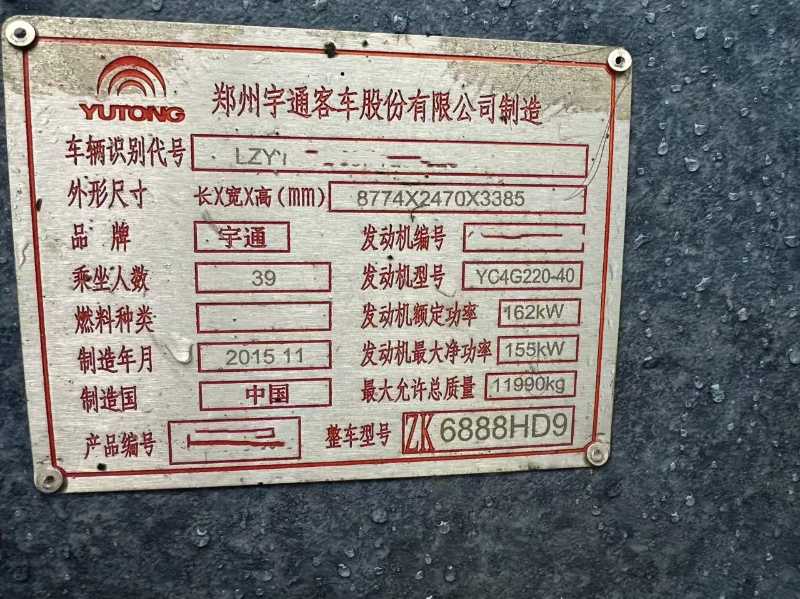 YUTONG 郑州宇通客车股份有限公司制造
车辆识别代号 LZY
外形尺寸 长X宽X高(mm) 8774X2470X3385
品牌 宇通 发动机编号
乘坐人数 39 发动机型号 YC4G220-40
燃料种类 发动机额定功率 162kW
制造年月 2015.11 发动机最大净功率 155kW
制造国 中国 最大允许总质量 11990kg
产品编号 整车型号 ZK6888HD9